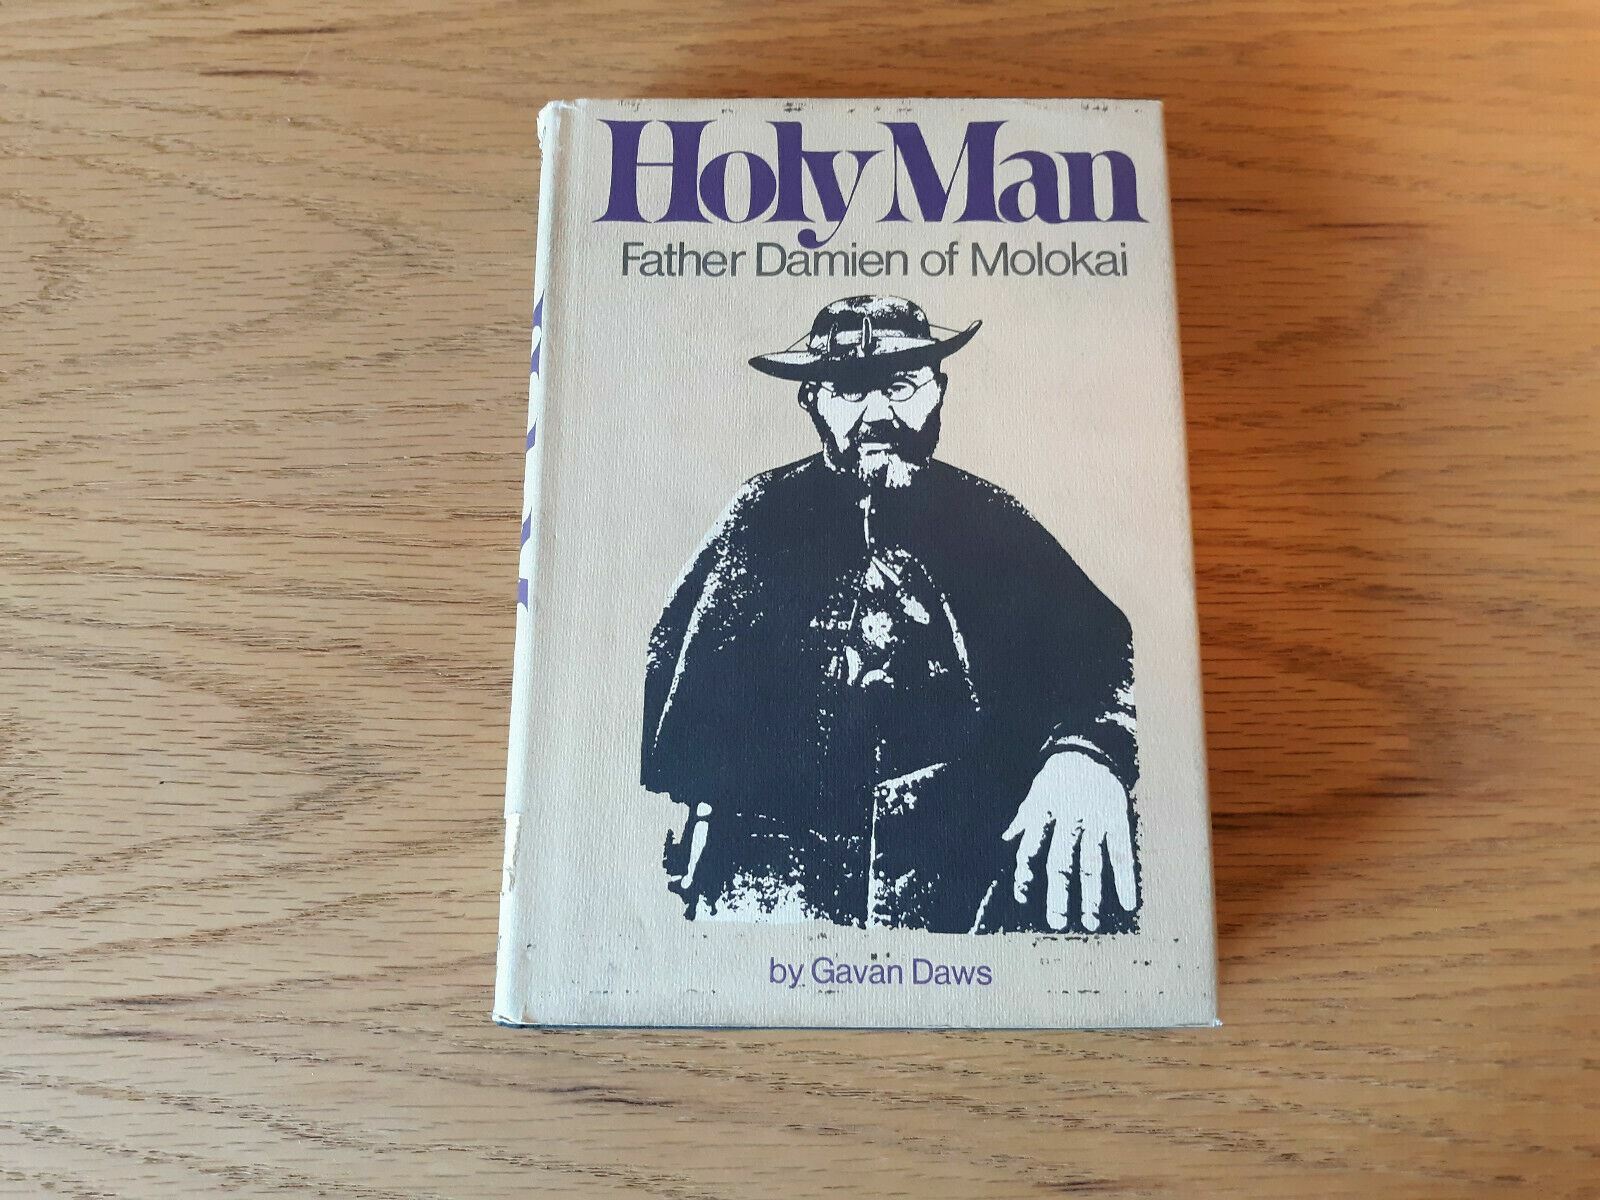 Holy Man
Father Damien of Molokai
by Gavan Daws